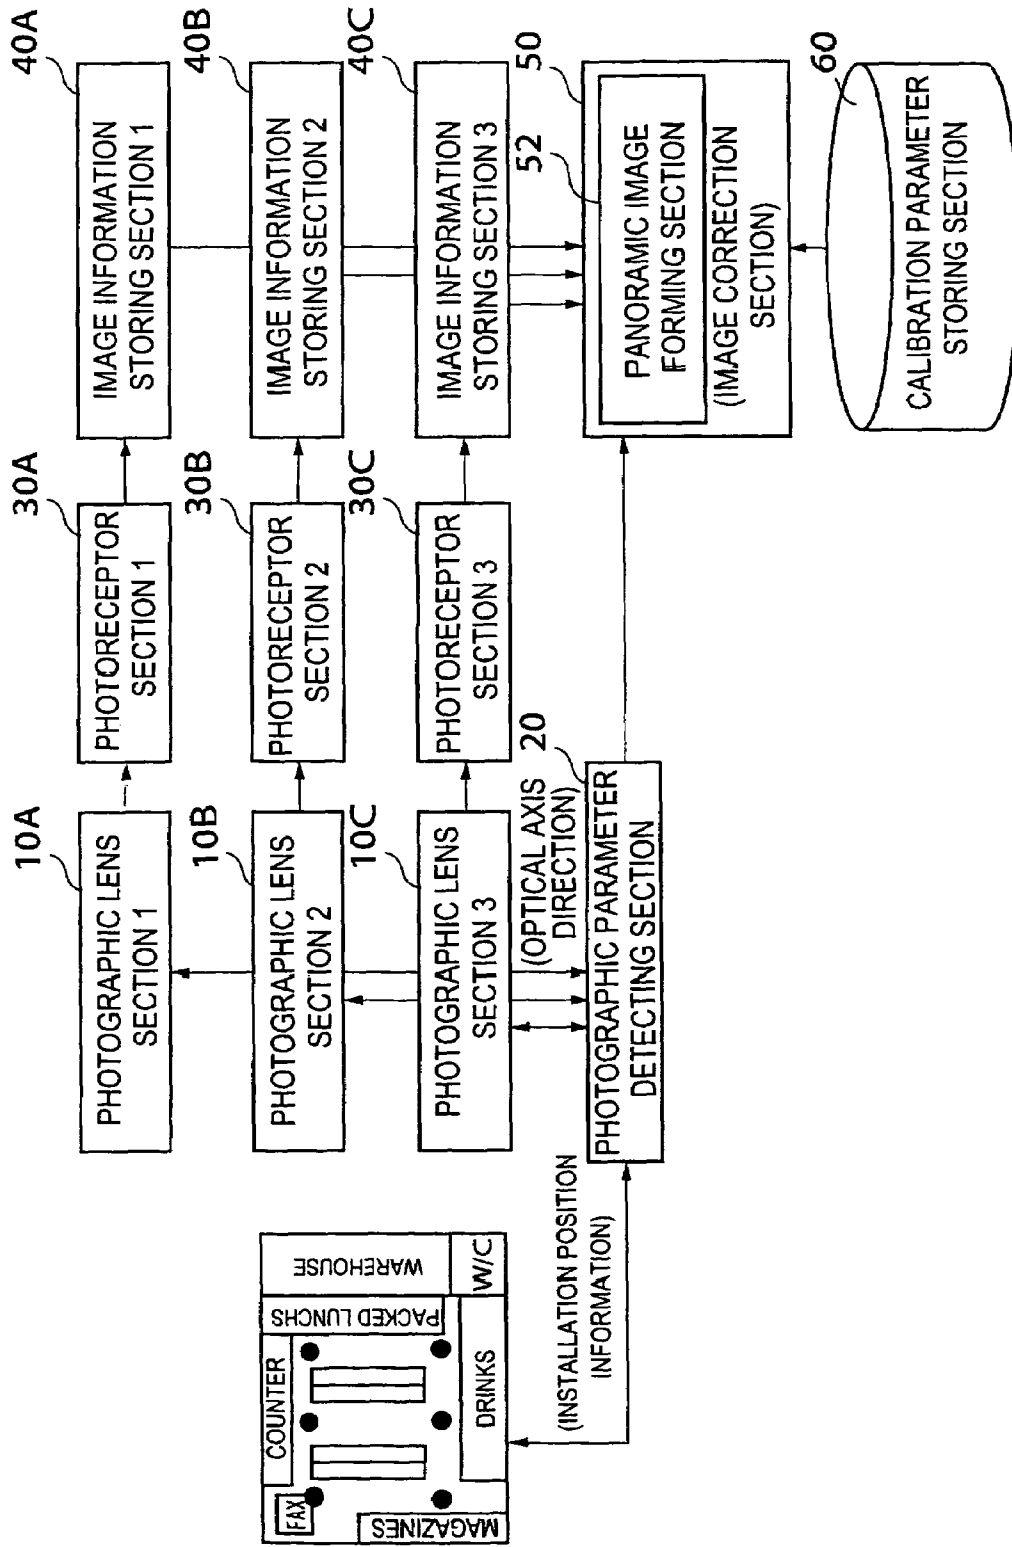 COUNTER
FAX
MAGAZINES
DRINKS
PACKED LUNCHS
WAREHOUSE
W/C
(INSTALLATION POSITION
INFORMATION)
10A
PHOTOGRAPHIC LENS
SECTION 1
30A
PHOTORECEPTOR
SECTION 1
40A
IMAGE INFORMATION
STORING SECTION 1
10B
PHOTOGRAPHIC LENS
SECTION 2
30B
PHOTORECEPTOR
SECTION 2
40B
IMAGE INFORMATION
STORING SECTION 2
10C
PHOTOGRAPHIC LENS
SECTION 3
30C
PHOTORECEPTOR
SECTION 3
40C
IMAGE INFORMATION
STORING SECTION 3
(OPTICAL AXIS
DIRECTION)
20
PHOTOGRAPHIC PARAMETER
DETECTING SECTION
50
52
PANORAMIC IMAGE
FORMING SECTION
(IMAGE CORRECTION
SECTION)
60
CALIBRATION PARAMETER
STORING SECTION